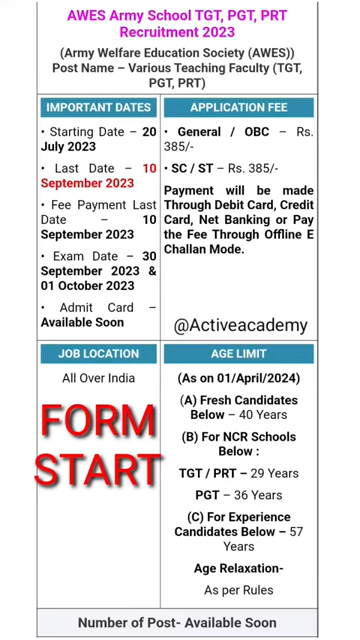 AWES Army School TGT, PGT, PRT
Recruitment 2023
(Army Welfare Education Society (AWES))
Post Name – Various Teaching Faculty (TGT,
PGT, PRT)
IMPORTANT DATES
• Starting Date – 20
July 2023
• Last Date – 10
September 2023
• Fee Payment Last
Date – 10
September 2023
• Exam Date – 30
September 2023 &
01 October 2023
• Admit Card –
Available Soon
APPLICATION FEE
• General / OBC – Rs.
385/-
• SC / ST – Rs. 385/-
Payment will be made
Through Debit Card, Credit
Card, Net Banking or Pay
the Fee Through Offline E
Challan Mode.
@Activeacademy
JOB LOCATION
All Over India
FORM
START
AGE LIMIT
(As on 01/April/2024)
(A) Fresh Candidates
Below – 40 Years
(B) For NCR Schools
Below :
TGT / PRT – 29 Years
PGT – 36 Years
(C) For Experience
Candidates Below – 57
Years
Age Relaxation-
As per Rules
Number of Post- Available Soon